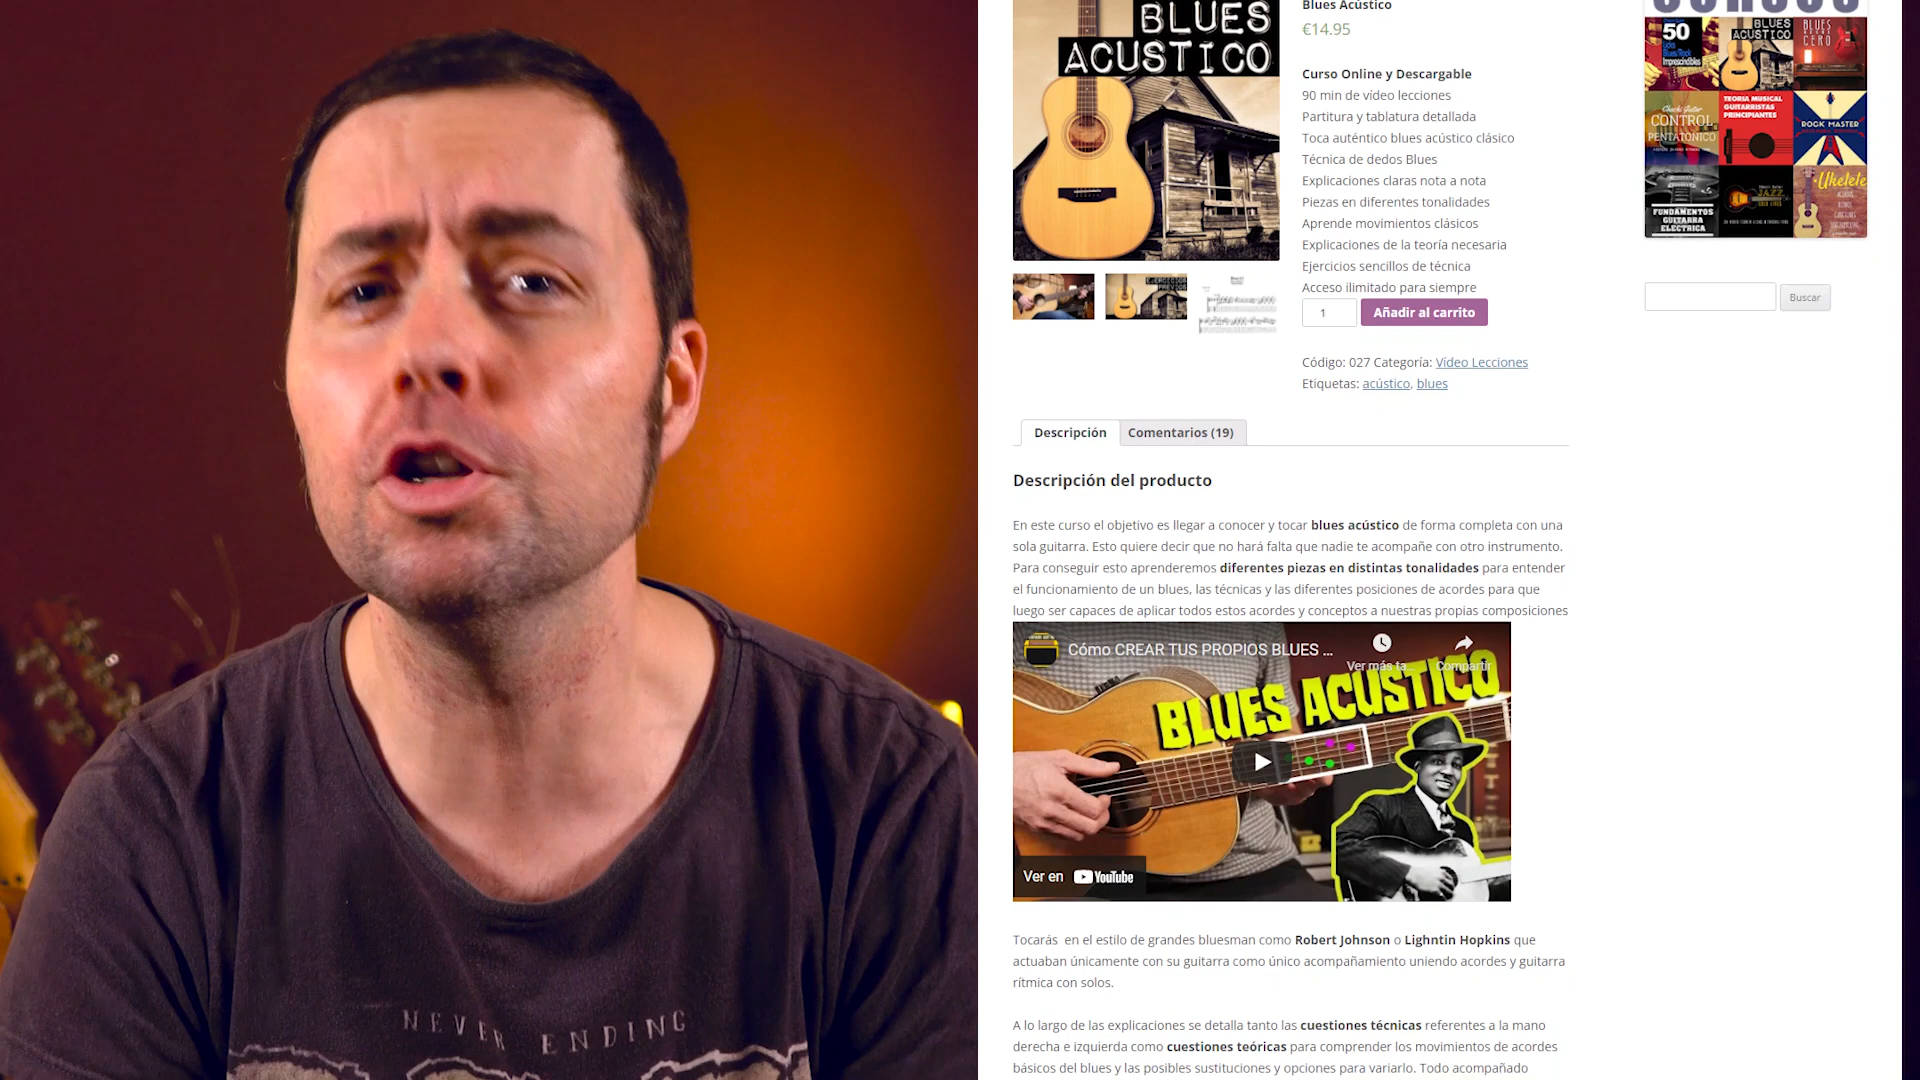 NEVER ENDING
BLUES
ACUSTICO
Blues Acústico
€14.95
Curso Online y Descargable
90 min de vídeo lecciones
Partitura y tablatura detallada
Toca auténtico blues acústico clásico
Técnica de dedos Blues
Explicaciones claras nota a nota
Piezas en diferentes tonalidades
Aprende movimientos clásicos
Explicaciones de la teoría necesaria
Ejercicios sencillos de técnica
Acceso ilimitado para siempre
1 Añadir al carrito
Código: 027 Categoría: Vídeo Lecciones
Etiquetas: acústico, blues
Descripción Comentarios (19)
Descripción del producto
En este curso el objetivo es llegar a conocer y tocar blues acústico de forma completa con una
sola guitarra. Esto quiere decir que no hará falta que nadie te acompañe con otro instrumento.
Para conseguir esto aprenderemos diferentes piezas en distintas tonalidades para entender
el funcionamiento de un blues, las técnicas y las diferentes posiciones de acordes para que
luego ser capaces de aplicar todos estos acordes y conceptos a nuestras propias composiciones
Cómo CREAR TUS PROPIOS BLUES ...
Ver más ta...
Compartir
BLUES ACÚSTICO
Ver en YouTube
Tocarás en el estilo de grandes bluesman como Robert Johnson o Lighntin Hopkins que
actuaban únicamente con su guitarra como único acompañamiento uniendo acordes y guitarra
rítmica con solos.
A lo largo de las explicaciones se detalla tanto las cuestiones técnicas referentes a la mano
derecha e izquierda como cuestiones teóricas para comprender los movimientos de acordes
básicos del blues y las posibles sustituciones y opciones para variarlo. Todo acompañado
50
Licks
Blues Rock
Imprescindibles
BLUES
ACUSTICO
BLUES
CERO
CONTROL
PENTATONICO
TEORIA MUSICAL
GUITARRISTAS
PRINCIPIANTES
ROCK MASTER
FUNDAMENTOS
GUITARRA
ELECTRICA
JAZZ
Ukelele
Buscar